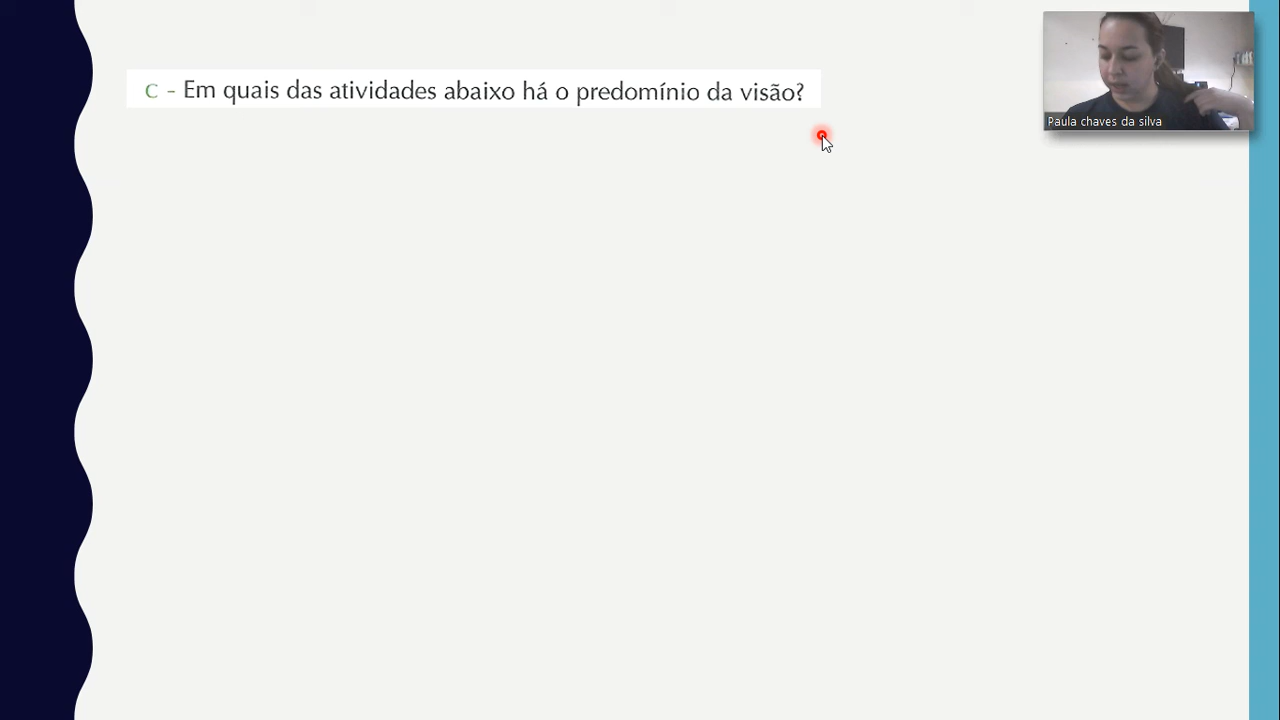 C - Em quais das atividades abaixo há o predomínio da visão?
Paula chaves da silva